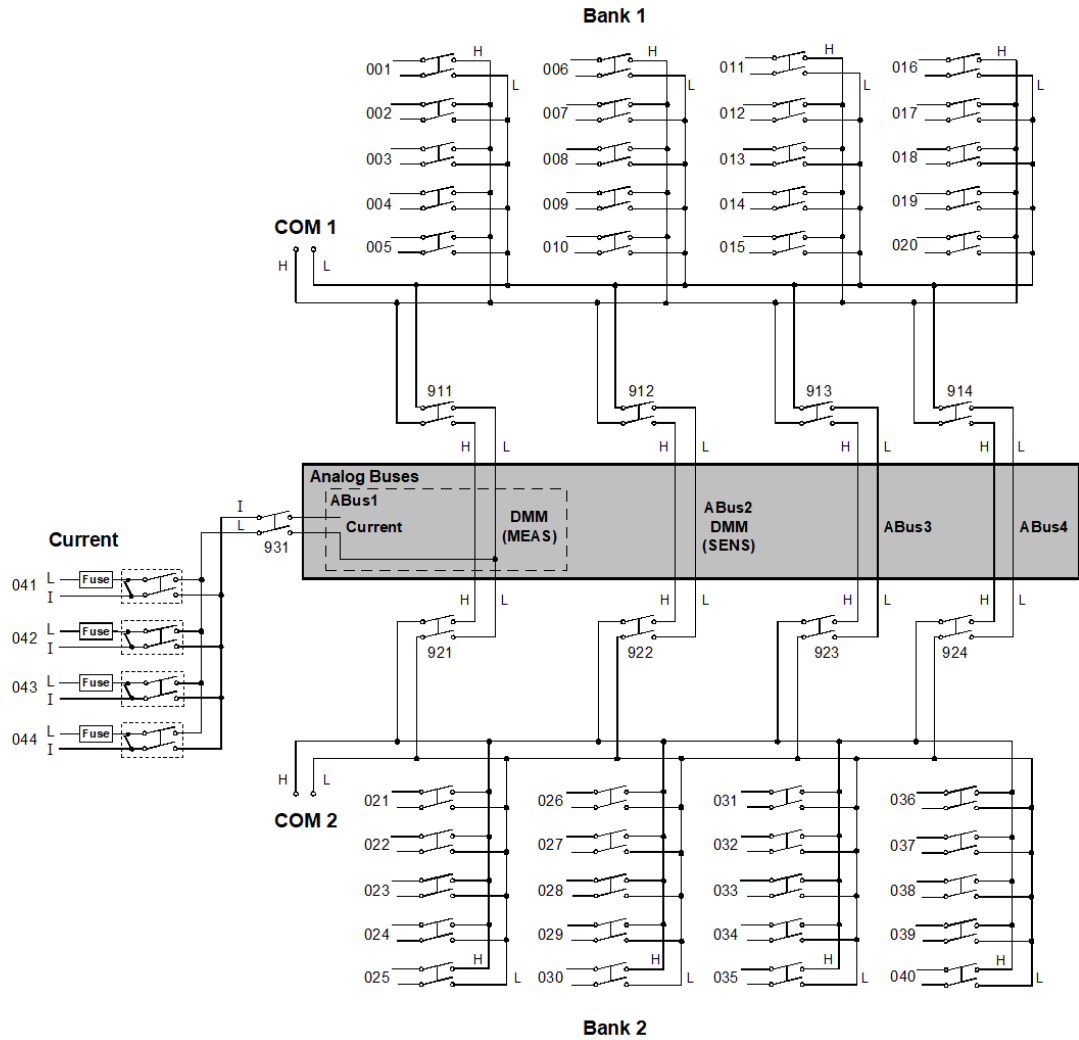 Bank 1
H H H H
001 006 011 016
L L L L
002 007 012 017
003 008 013 018
004 009 014 019
COM 1
005 010 015 020
H L
911 912 913 914
H L H L H L H L
Analog Buses
ABus1
I
Current DMM (MEAS)
ABus2 DMM (SENS)
ABus3
ABus4
L
931
Current
041 L Fuse
I
042 L Fuse
I
043 L Fuse
I
044 L Fuse
I
H L H L H L H L
921 922 923 924
H L
COM 2
021 026 031 036
022 027 032 037
023 028 033 038
024 029 034 039
H H H H
025 030 035 040
L L L L
Bank 2